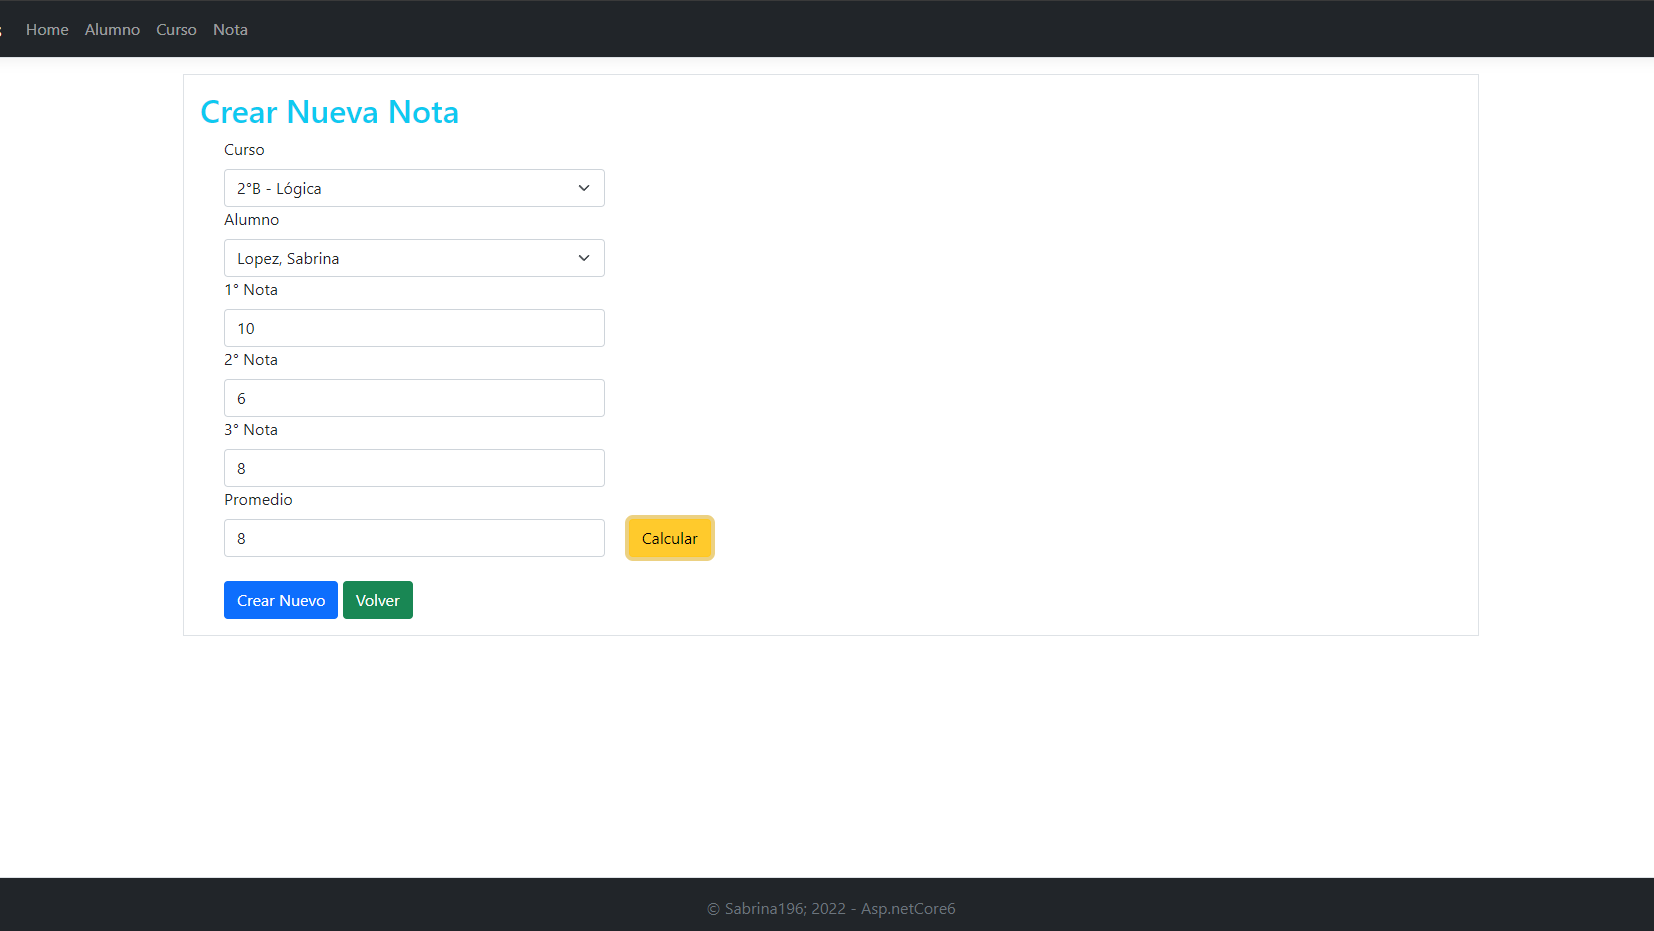 Home Alumno Curso Nota
Crear Nueva Nota
Curso
2°B - Lógica
Alumno
Lopez, Sabrina
1° Nota
10
2° Nota
6
3° Nota
8
Promedio
8 Calcular
Crear Nuevo Volver
© Sabrina196; 2022 - Asp.netCore6